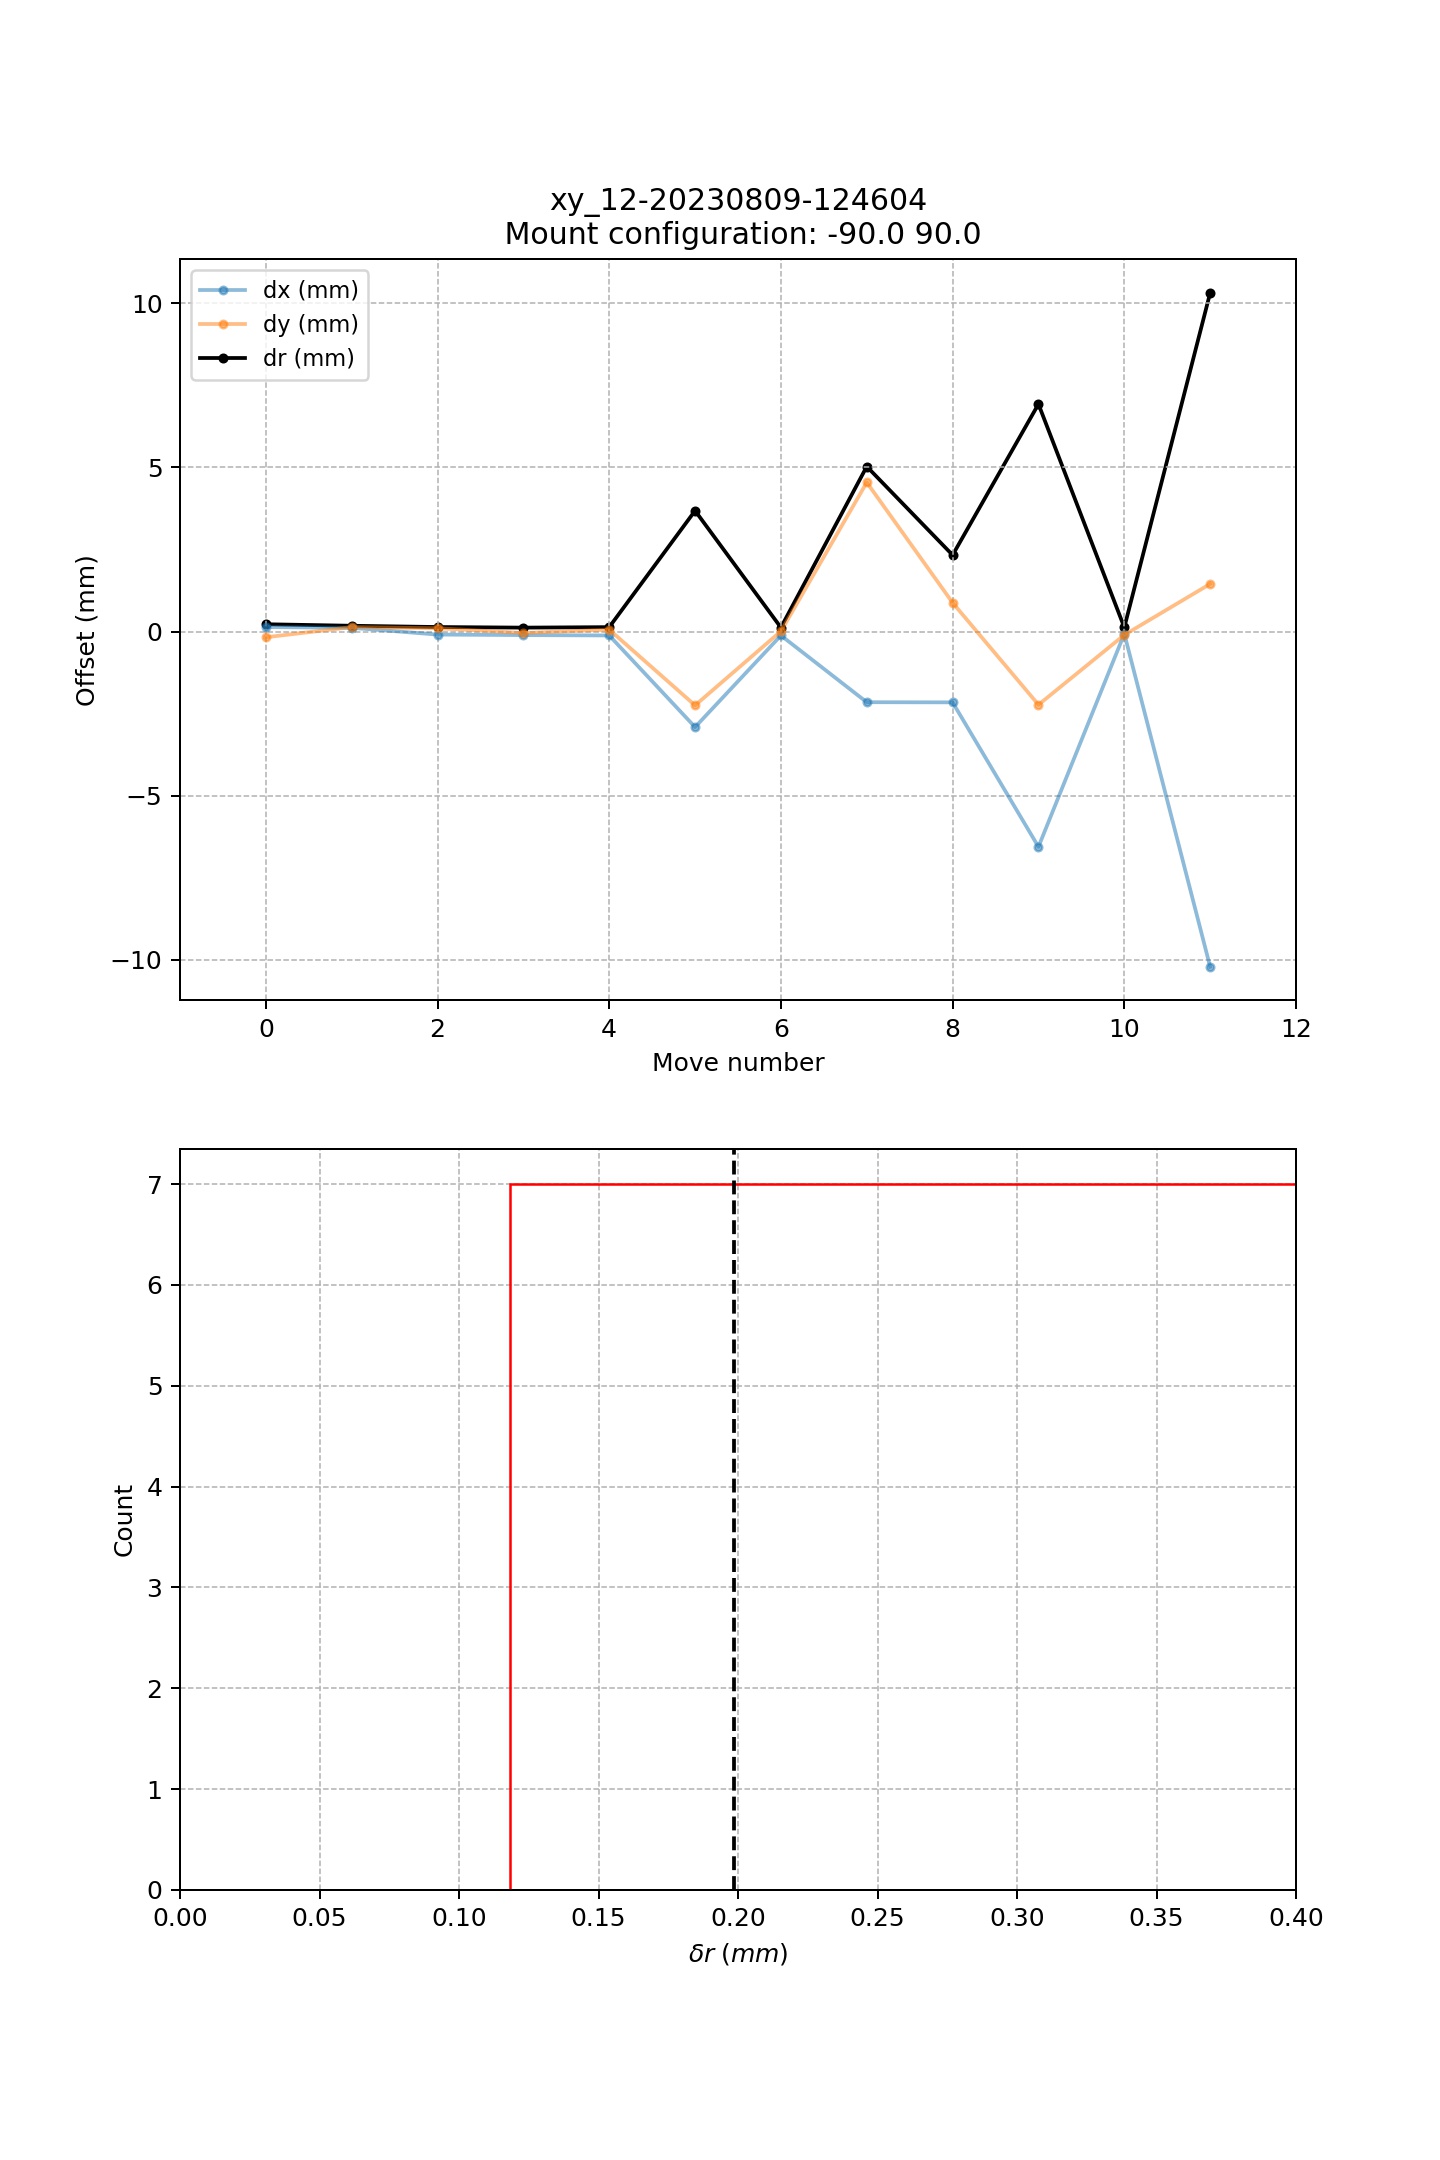 xy_12-20230809-124604
Mount configuration: -90.0 90.0
dx (mm)
dy (mm)
dr (mm)
10
5
0
−5
−10
Offset (mm)
0 2 4 6 8 10 12
Move number
7
6
5
4
3
2
1
0
Count
0.00 0.05 0.10 0.15 0.20 0.25 0.30 0.35 0.40
δr (mm)